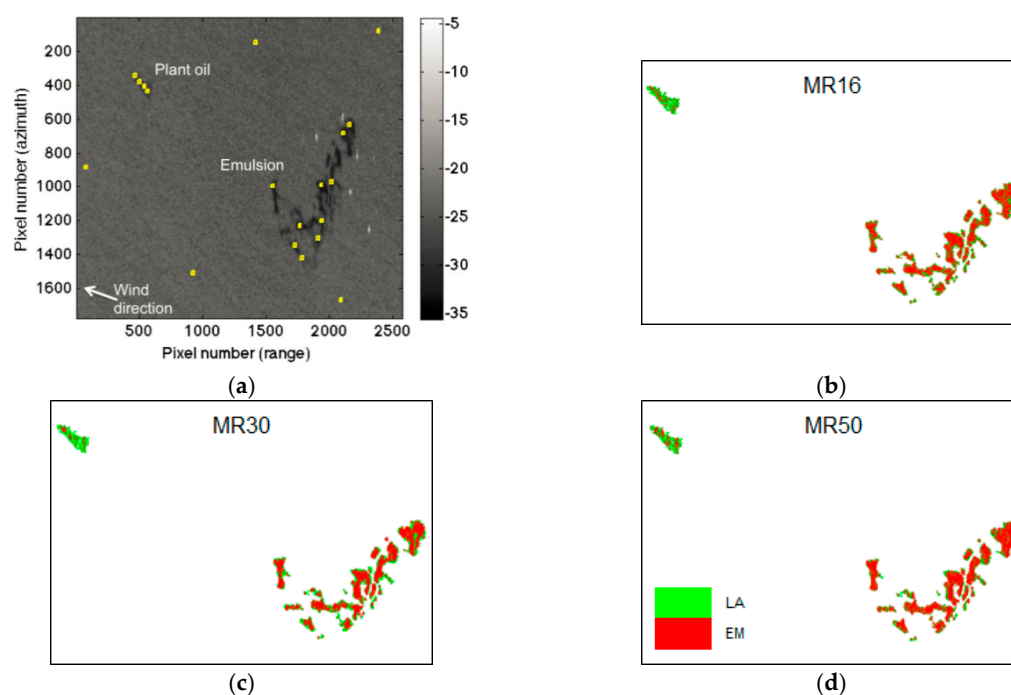 200
400
600
800
1000
1200
1400
1600
Pixel number (azimuth)
Plant oil
Emulsion
Wind
direction
500
1000
1500
2000
2500
Pixel number (range)
-5
-10
-15
-20
-25
-30
-35
(a)
MR16
(b)
MR30
(c)
MR50
LA
EM
(d)